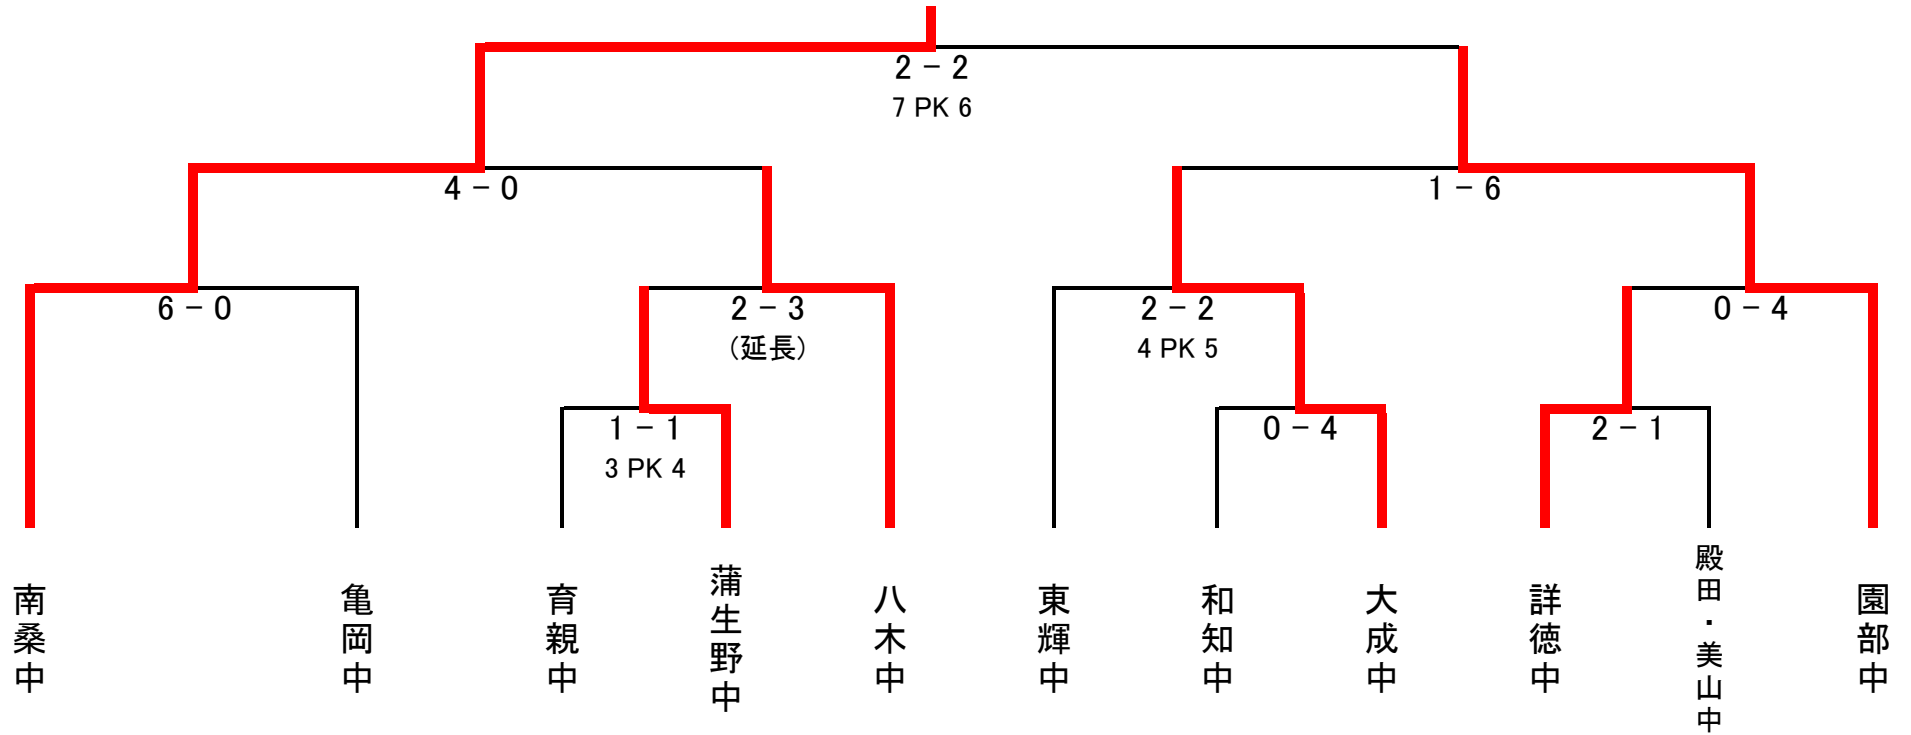 2 − 2
7 PK 6
4 − 0
1 − 6
6 − 0
2 − 3
(延長)
2 − 2
4 PK 5
0 − 4
1 − 1
3 PK 4
0 − 4
2 − 1
南桑中
亀岡中
育親中
蒲生野中
八木中
東輝中
和知中
大成中
詳徳中
殿田・美山中
園部中